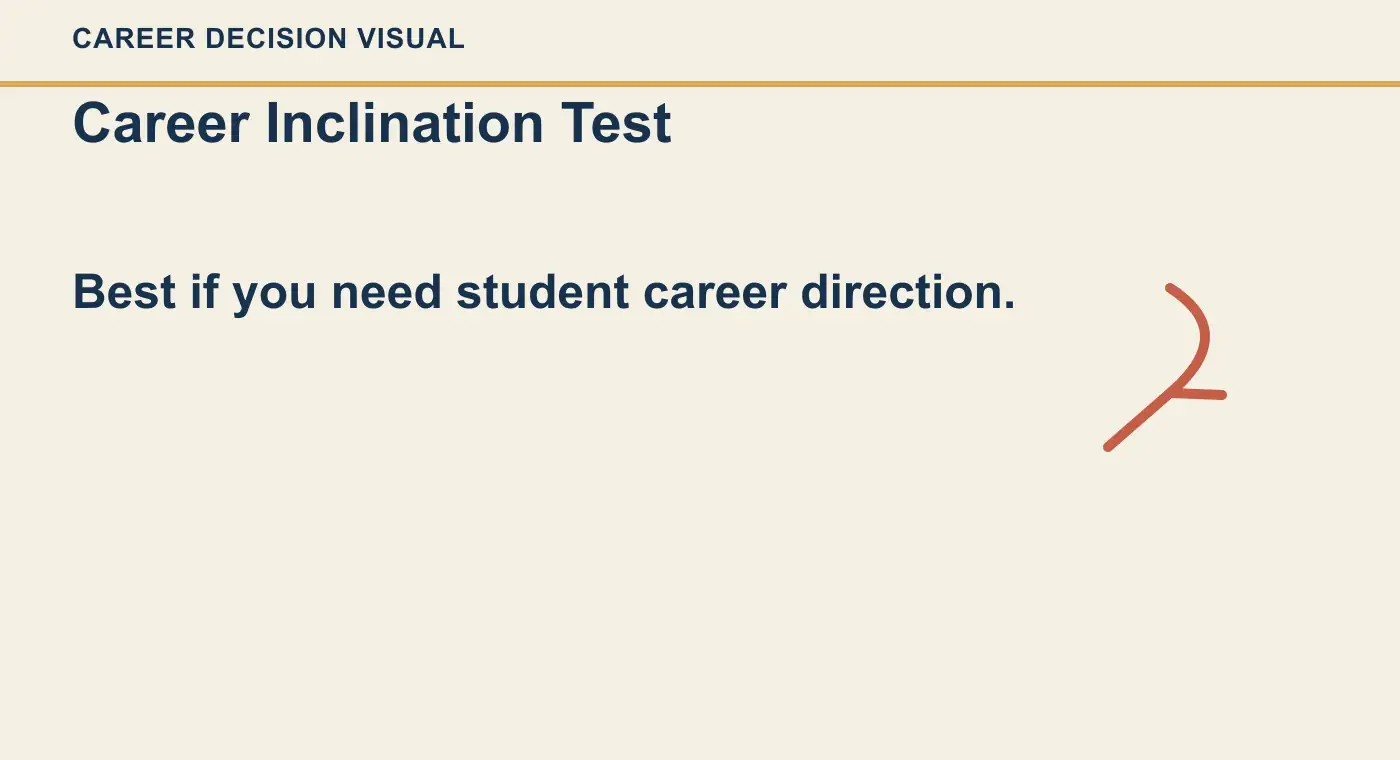 CAREER DECISION VISUAL
Career Inclination Test
Best if you need student career direction.